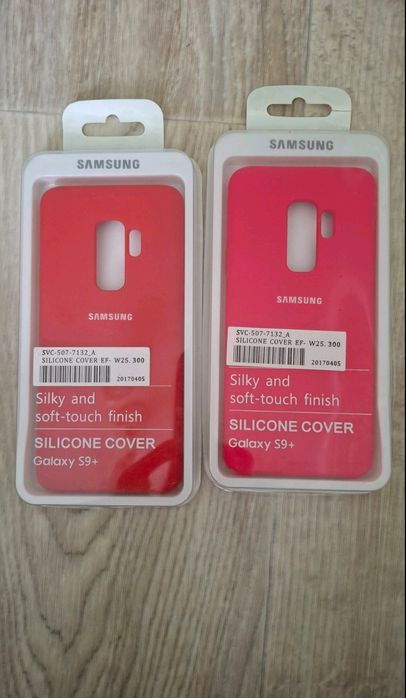 SAMSUNG
SAMSUNG
SVC-507-7132_A
SILICONE COVER EF- W25. 300
20170405
Silky and
soft-touch finish
SILICONE COVER
Galaxy S9+
SAMSUNG
SAMSUNG
SVC-507-7132_A
SILICONE COVER EF- W25. 300
20170405
Silky and
soft-touch finish
SILICONE COVER
Galaxy S9+